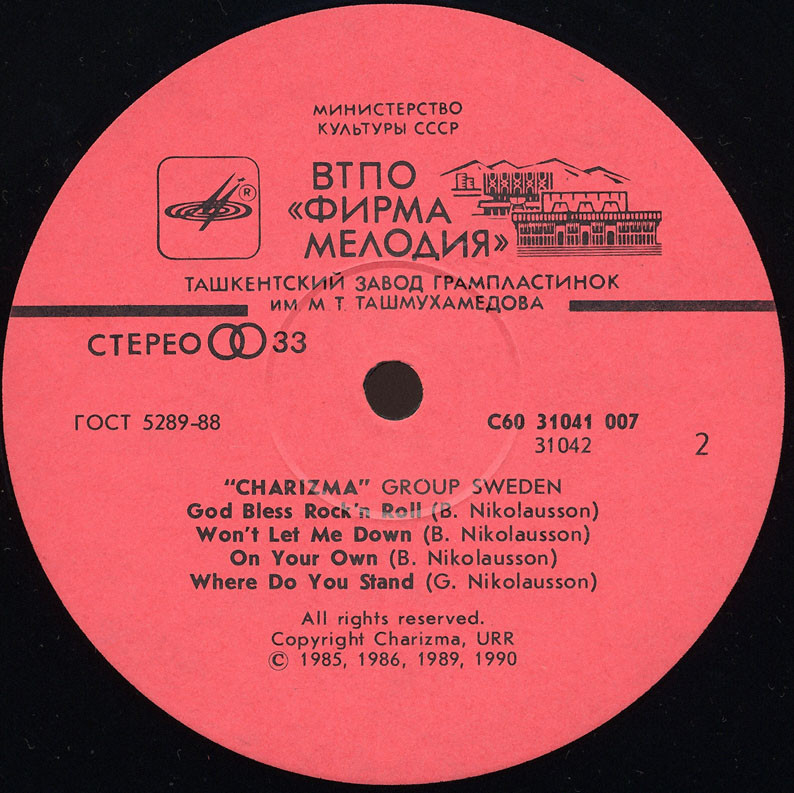 МИНИСТЕРСТВО
КУЛЬТУРЫ СССР
ВТПО
«ФИРМА
МЕЛОДИЯ»
®
ТАШКЕНТСКИЙ ЗАВОД ГРАМПЛАСТИНОК
ИМ. М. Т. ТАШМУХАМЕДОВА
СТЕРЕО 33
ГОСТ 5289-88
С60 31041 007
31042
2
"CHARIZMA" GROUP SWEDEN
God Bless Rock'n Roll (B. Nikolausson)
Won't Let Me Down (B. Nikolausson)
On Your Own (B. Nikolausson)
Where Do You Stand (G. Nikolausson)
All rights reserved.
Copyright Charizma, URR
© 1985, 1986, 1989, 1990